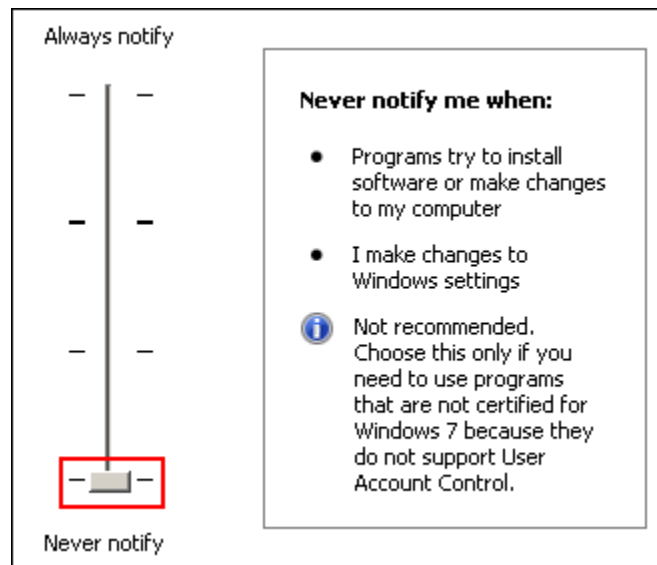 Always notify
Never notify me when:
Programs try to install
software or make changes
to my computer
I make changes to
Windows settings
Not recommended.
Choose this only if you
need to use programs
that are not certified for
Windows 7 because they
do not support User
Account Control.
Never notify